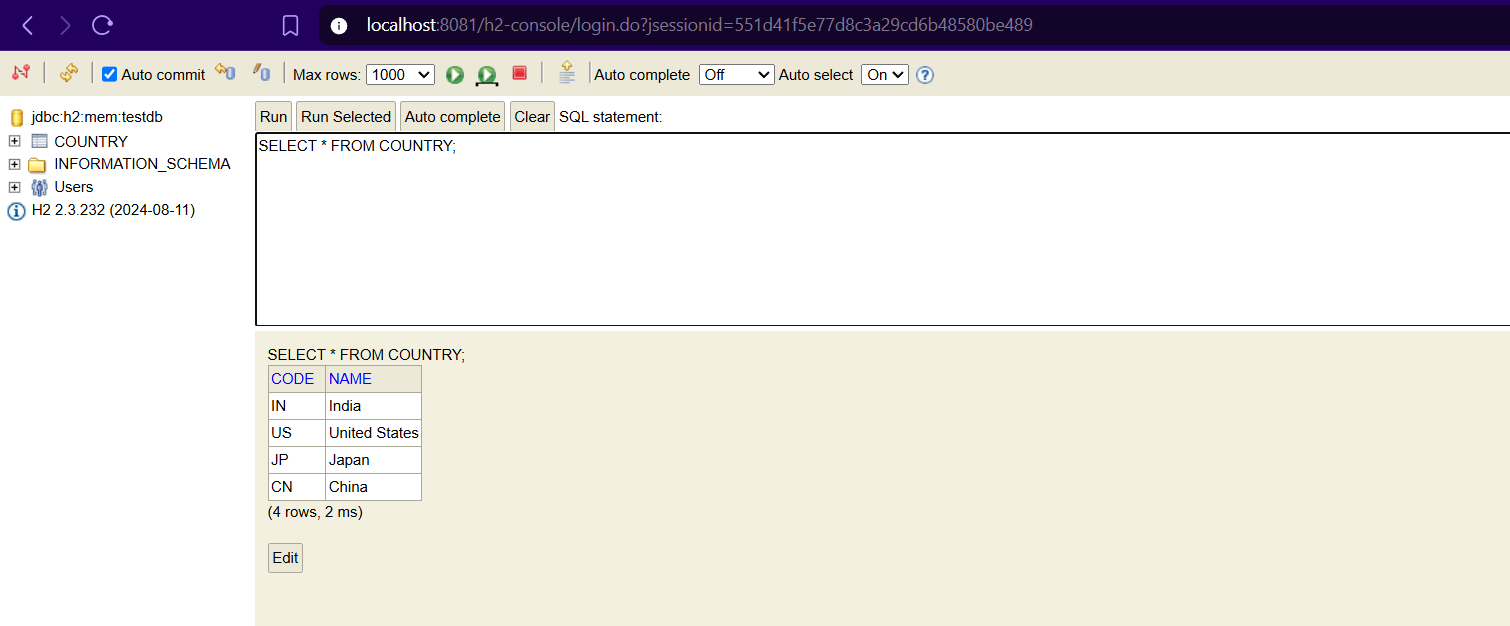 localhost:8081/h2-console/login.do?jsessionid=551d41f5e77d8c3a29cd6b48580be489
Auto commit Max rows: 1000 Auto complete Off Auto select On ?
jdbc:h2:mem:testdb
COUNTRY
INFORMATION_SCHEMA
Users
H2 2.3.232 (2024-08-11)
Run Run Selected Auto complete Clear SQL statement:
SELECT * FROM COUNTRY;
SELECT * FROM COUNTRY;
CODE NAME
IN India
US United States
JP Japan
CN China
(4 rows, 2 ms)
Edit